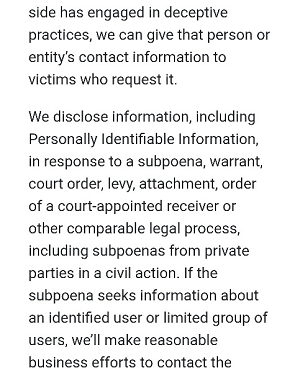 side has engaged in deceptive
practices, we can give that person or
entity’s contact information to
victims who request it.
We disclose information, including
Personally Identifiable Information,
in response to a subpoena, warrant,
court order, levy, attachment, order
of a court-appointed receiver or
other comparable legal process,
including subpoenas from private
parties in a civil action. If the
subpoena seeks information about
an identified user or limited group of
users, we’ll make reasonable
business efforts to contact the